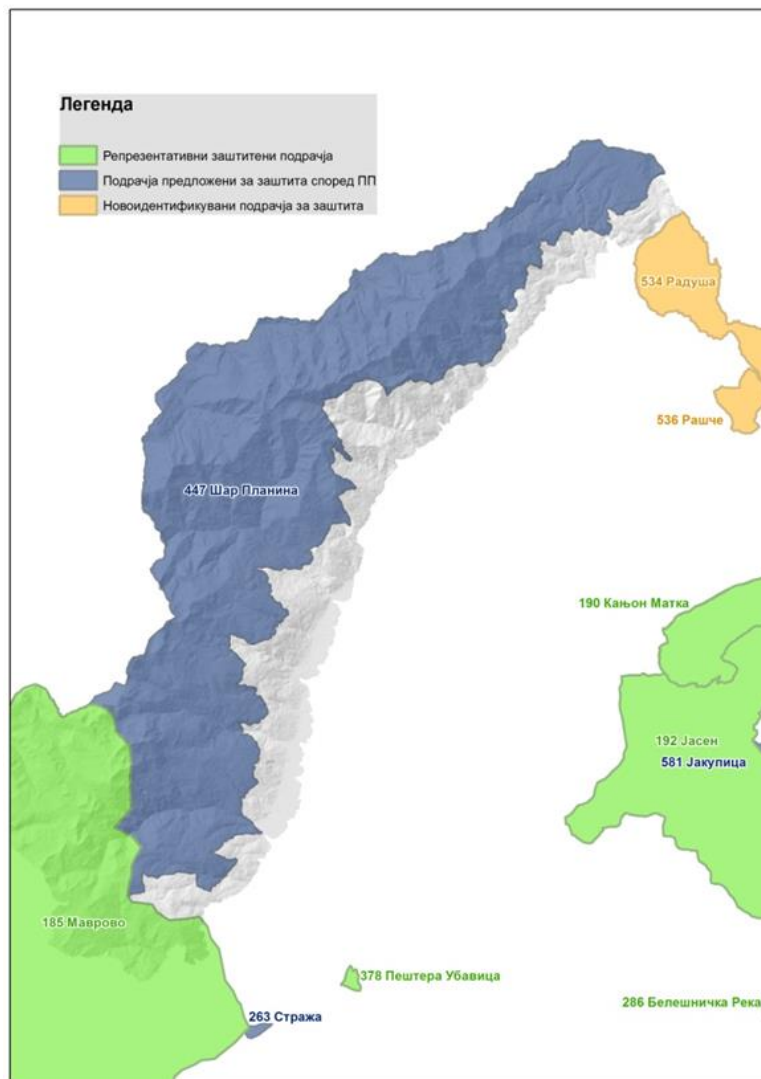 Легенда
Репрезентативни заштитени подрачја
Подрачја предложени за заштита според ПП
Новоидентификувани подрачја за заштита
534 Радуша
536 Рашче
447 Шар Планина
190 Кањон Матка
192 Јасен
581 Јакупица
185 Маврово
378 Пештера Убавица
286 Белешничка Река
263 Стража